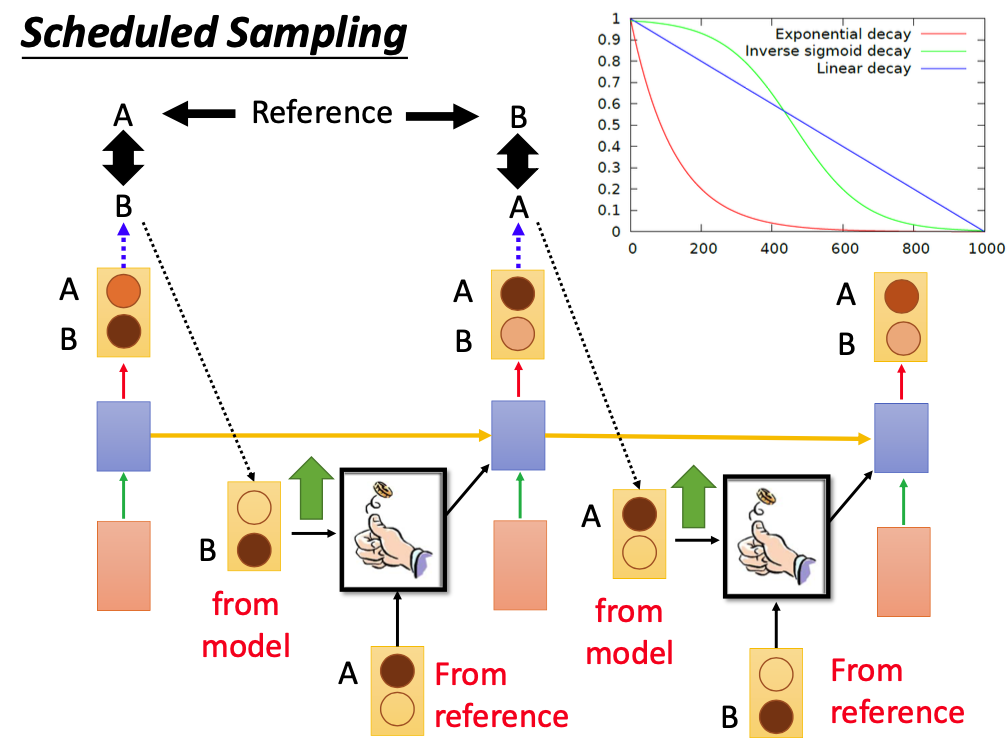 Scheduled Sampling
1
0.9
0.8
0.7
0.6
0.5
0.4
0.3
0.2
0.1
0
0 200 400 600 800 1000
Exponential decay
Inverse sigmoid decay
Linear decay
A Reference B
B A
A
B
A
B
A
B
B
from
model
A
From
reference
A
from
model
B
From
reference